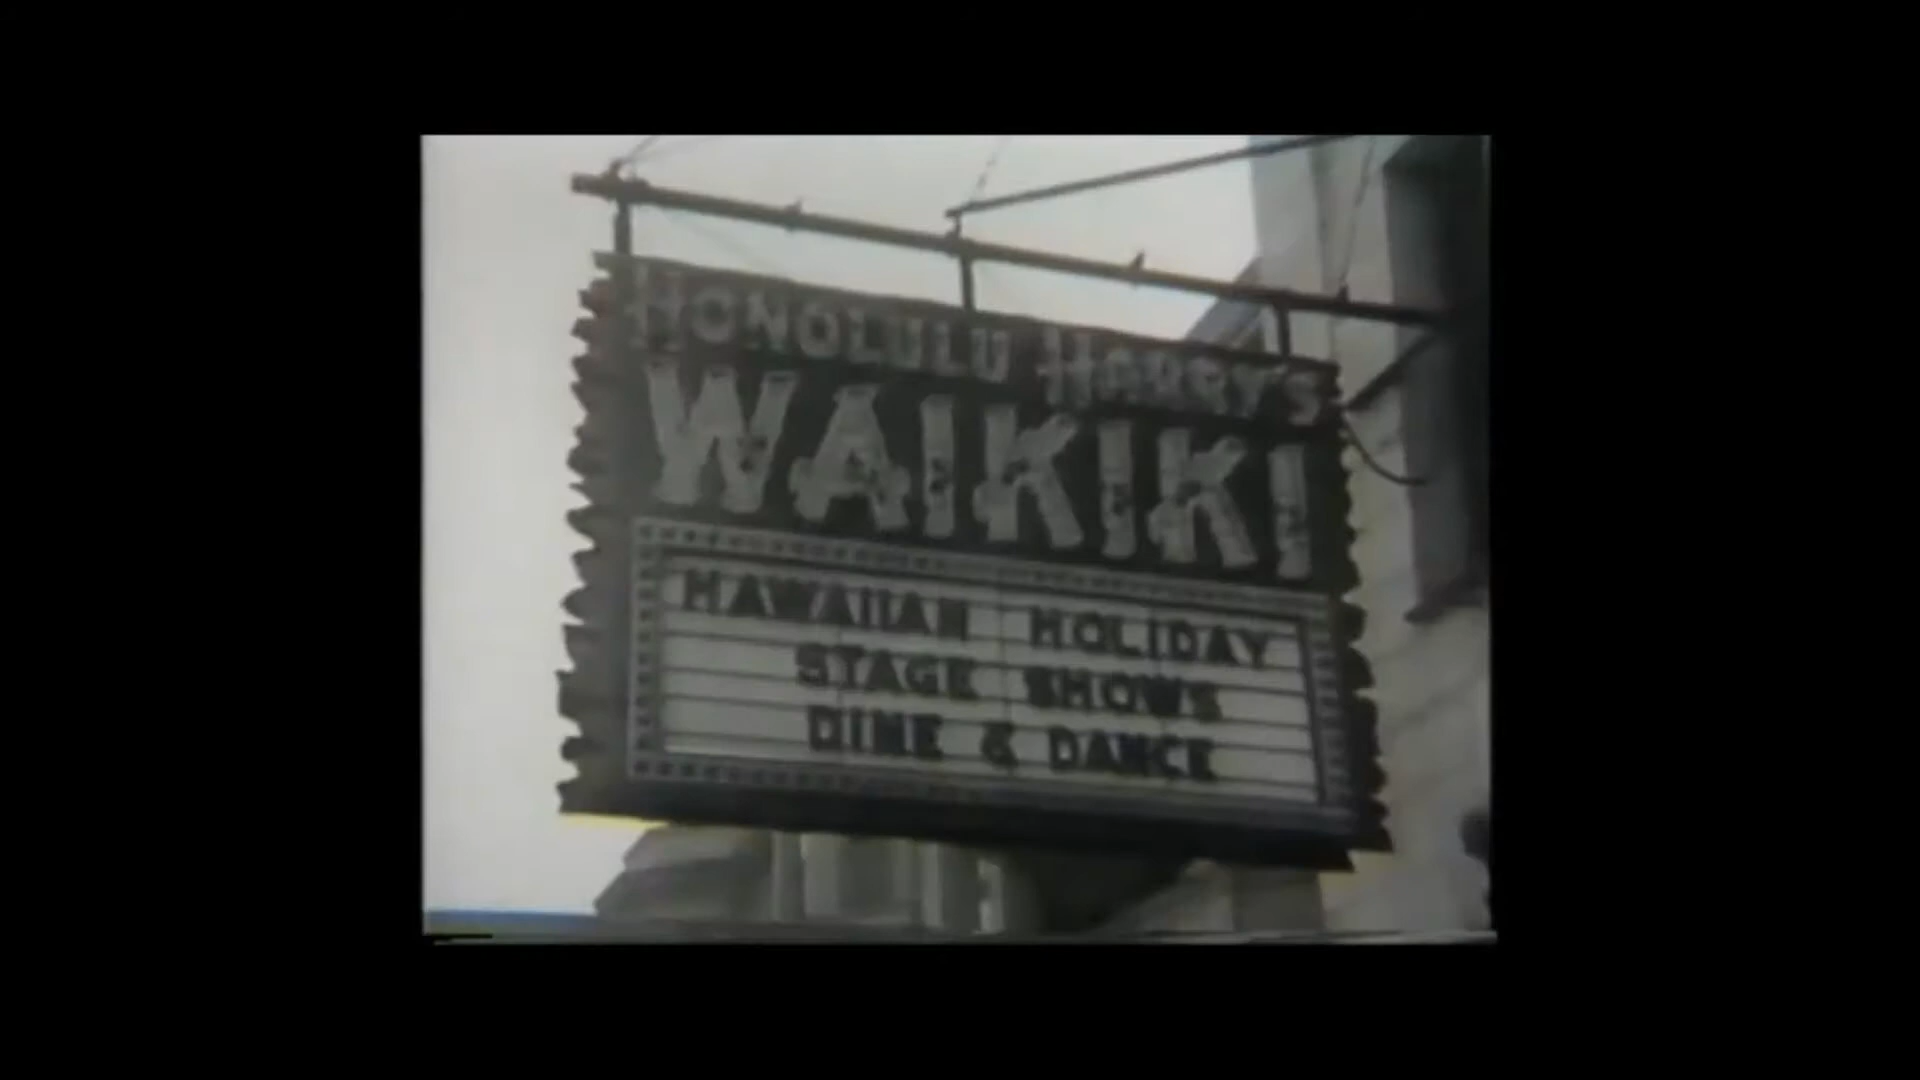 HONOLULU HARRY'S
WAIKIKI
HAWAIIAN HOLIDAY
STAGE SHOWS
DINE & DANCE